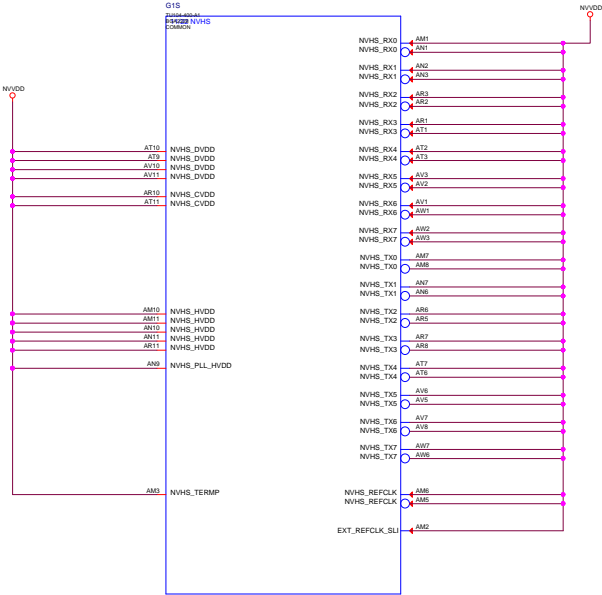 G1S
NVVDD
COMMON
NVVDD
AT10 NVHS_DVDD
AT9 NVHS_DVDD
AV10 NVHS_DVDD
AV11 NVHS_DVDD
AR10 NVHS_CVDD
AT11 NVHS_CVDD
AM10 NVHS_HVDD
AM11 NVHS_HVDD
AN10 NVHS_HVDD
AN11 NVHS_HVDD
AR11 NVHS_HVDD
AN9 NVHS_PLL_HVDD
AM3 NVHS_TERMP
NVHS_RX0 AM1
NVHS_RX0 AN1
NVHS_RX1 AN2
NVHS_RX1 AN3
NVHS_RX2 AR3
NVHS_RX2 AR2
NVHS_RX3 AR1
NVHS_RX3 AT1
NVHS_RX4 AT2
NVHS_RX4 AT3
NVHS_RX5 AV3
NVHS_RX5 AV2
NVHS_RX6 AV1
NVHS_RX6 AW1
NVHS_RX7 AW2
NVHS_RX7 AW3
NVHS_TX0 AM7
NVHS_TX0 AM8
NVHS_TX1 AN7
NVHS_TX1 AN6
NVHS_TX2 AR6
NVHS_TX2 AR5
NVHS_TX3 AR7
NVHS_TX3 AR8
NVHS_TX4 AT7
NVHS_TX4 AT6
NVHS_TX5 AV6
NVHS_TX5 AV5
NVHS_TX6 AV7
NVHS_TX6 AV8
NVHS_TX7 AW7
NVHS_TX7 AW6
NVHS_REFCLK AM6
NVHS_REFCLK AM5
EXT_REFCLK_SLI AM2